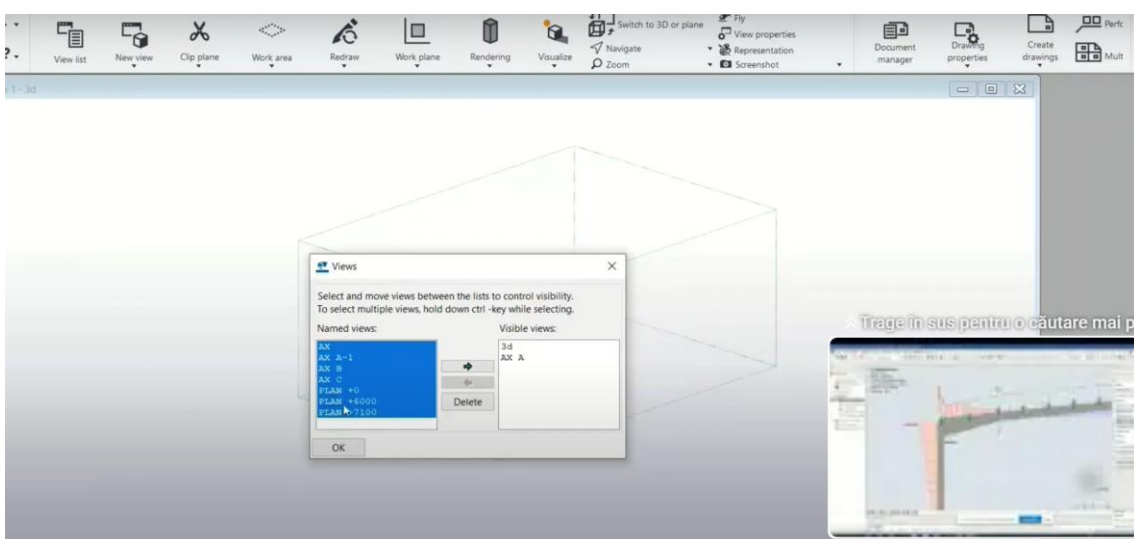 View list
New view
Clip plane
Work area
Redraw
Work plane
Rendering
Visualize
Switch to 3D or plane
Navigate
Zoom
Fly
View properties
Representation
Screenshot
Document manager
Drawing properties
Create drawings
Perfc
Mult
1 - 3d
Views
Select and move views between the lists to control visibility.
To select multiple views, hold down ctrl -key while selecting.
Named views:
Visible views:
AX
AX A-1
AX B
AX C
PLAN +0
PLAN +6000
PLAN +7100
3d
AX A
Delete
OK
Trage în sus pentru o căutare mai p